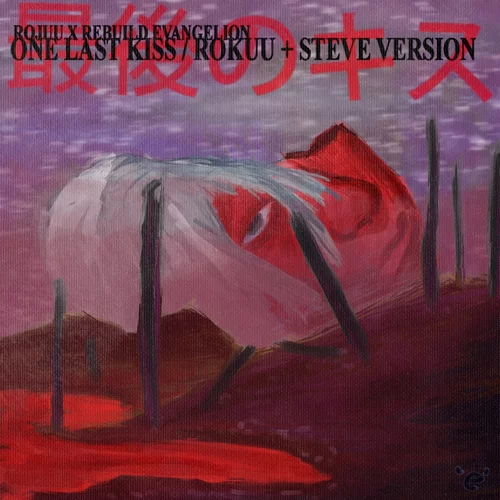 最後のキス
ROJUU X REBUILD EVANGELION
ONE LAST KISS / ROKUU + STEVE VERSION
"e"